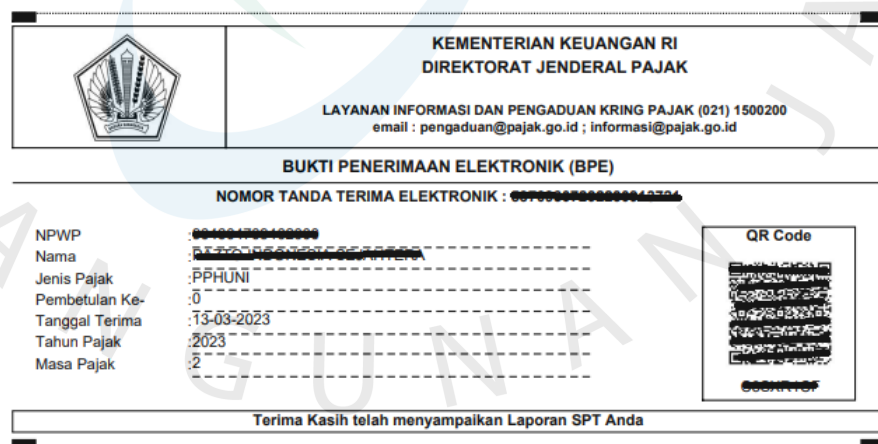 KEMENTERIAN KEUANGAN RI
DIREKTORAT JENDERAL PAJAK
LAYANAN INFORMASI DAN PENGADUAN KRING PAJAK (021) 1500200
email : pengaduan@pajak.go.id ; informasi@pajak.go.id
BUKTI PENERIMAAN ELEKTRONIK (BPE)
NOMOR TANDA TERIMA ELEKTRONIK :
NPWP :
Nama :
Jenis Pajak :PPHUNI
Pembetulan Ke- :0
Tanggal Terima :13-03-2023
Tahun Pajak :2023
Masa Pajak :2
QR Code
Terima Kasih telah menyampaikan Laporan SPT Anda
ANGUNAN JA